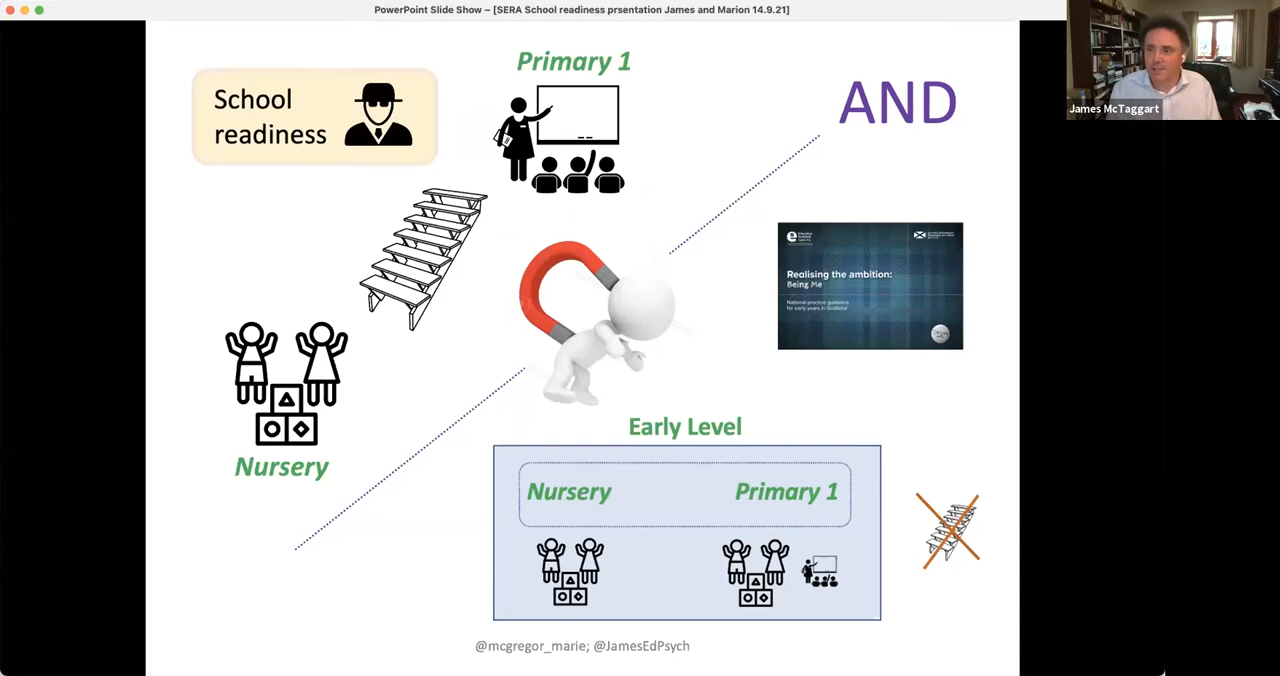 PowerPoint Slide Show – [SERA School readiness prsentation James and Marion 14.9.21]
James McTaggart
School
readiness
Primary 1
AND
Realising the ambition:
Being Me
National practice guidance
for early years in Scotland
Nursery
Early Level
Nursery
Primary 1
@mcgregor_marie; @JamesEdPsych